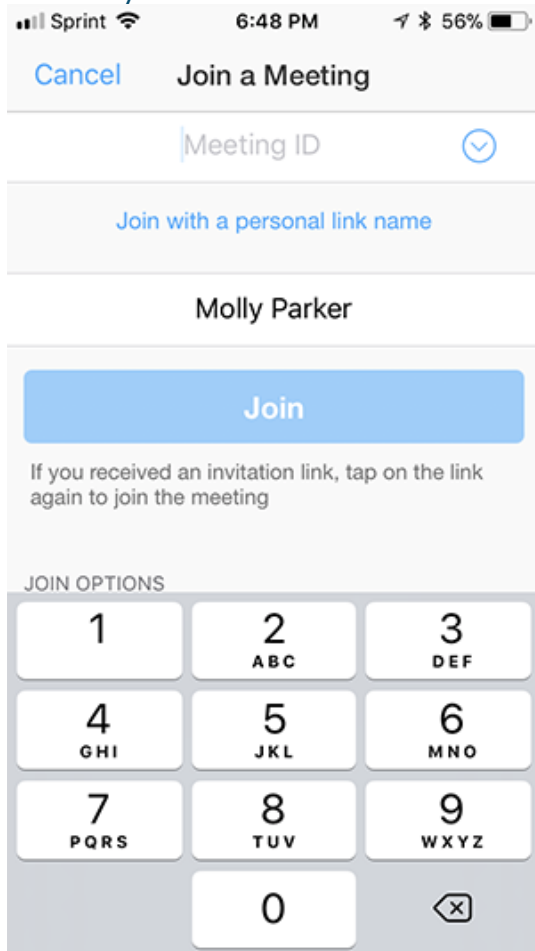 Sprint 6:48 PM 56%
Cancel Join a Meeting
Meeting ID
Join with a personal link name
Molly Parker
Join
If you received an invitation link, tap on the link
again to join the meeting
JOIN OPTIONS
1 2 3
ABC DEF
4 5 6
GHI JKL MNO
7 8 9
PQRS TUV WXYZ
0